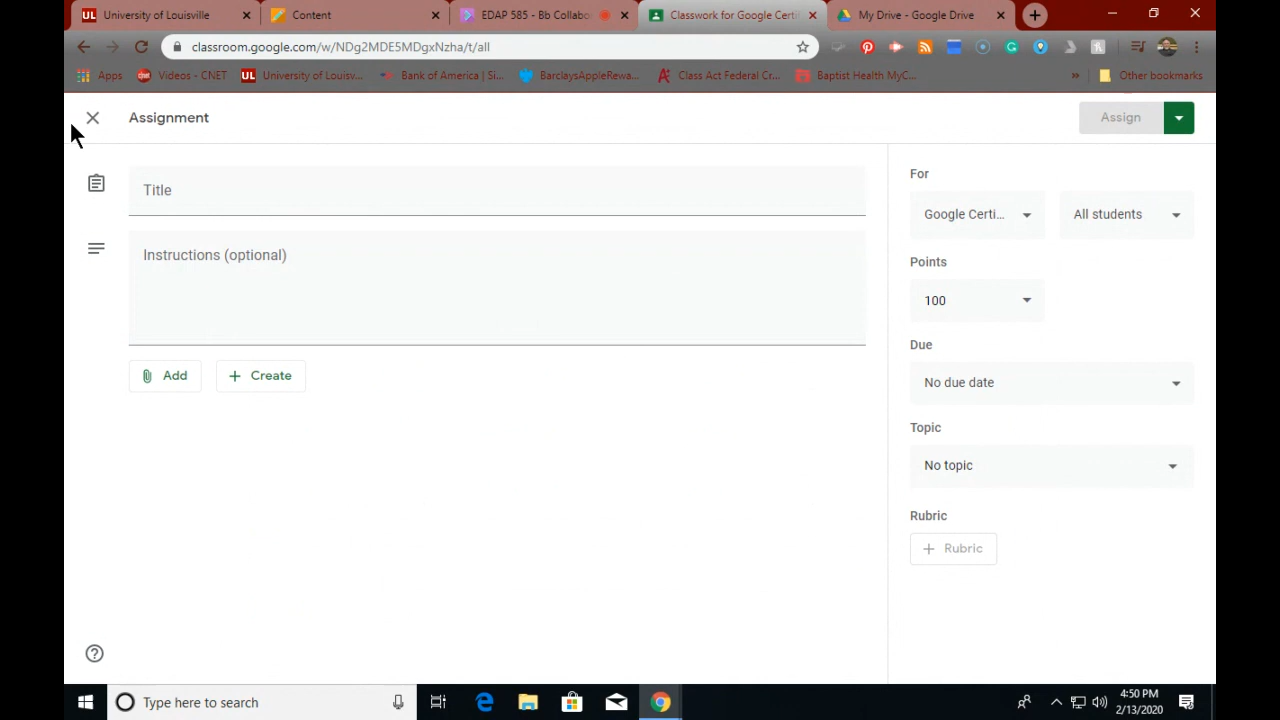 University of Louisville
Content
EDAP 585 - Bb Collabo
Classwork for Google Certi
My Drive - Google Drive
classroom.google.com/w/NDg2MDE5MDgxNzha/t/all
Apps
Videos - CNET
University of Louisv...
Bank of America | Si...
BarclaysAppleRewa...
Class Act Federal Cr...
Baptist Health MyC...
Other bookmarks
Assignment
Assign
Title
Instructions (optional)
Add
Create
For
Google Certi...
All students
Points
100
Due
No due date
Topic
No topic
Rubric
Rubric
Type here to search
4:50 PM
2/13/2020